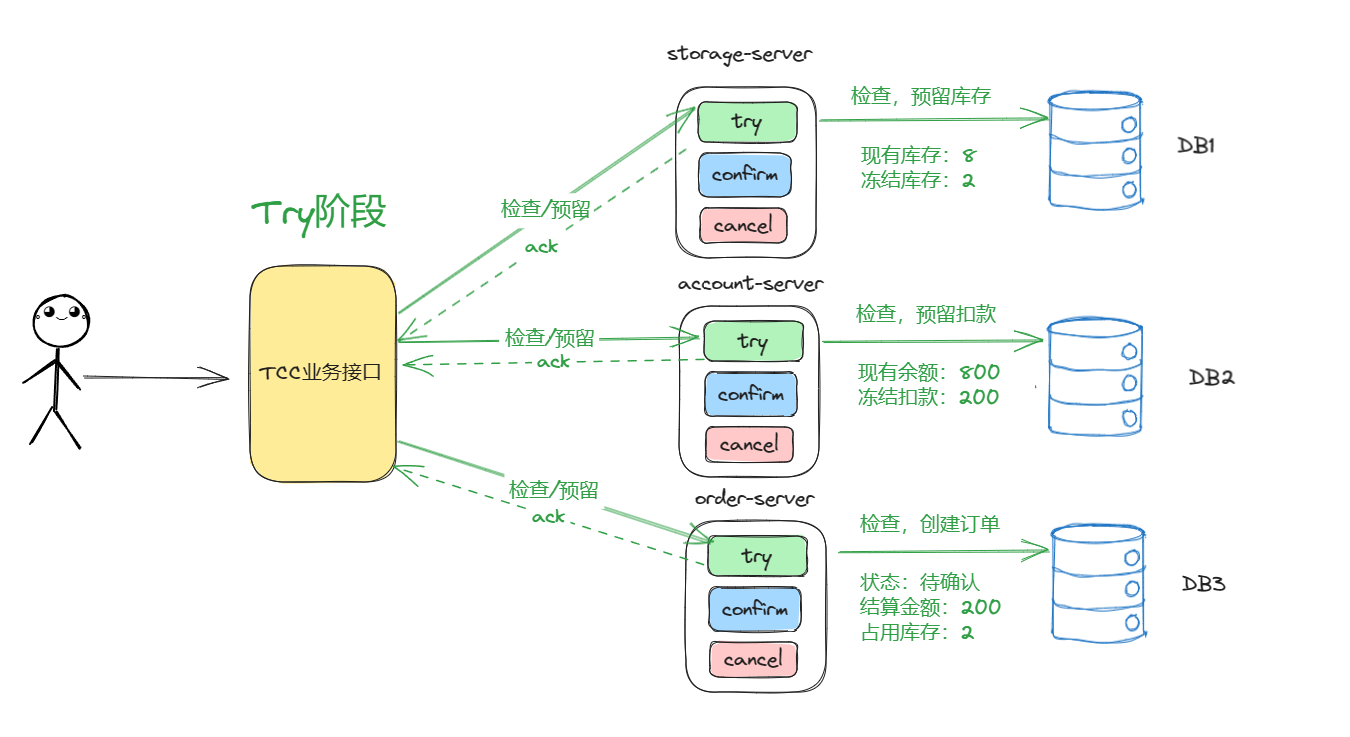 Try阶段
TCC业务接口
检查/预留
ack
检查/预留
ack
检查/预留
ack
storage-server
try
confirm
cancel
检查，预留库存
现有库存：8
冻结库存：2
DB1
account-server
try
confirm
cancel
检查，预留扣款
现有余额：800
冻结扣款：200
DB2
order-server
try
confirm
cancel
检查，创建订单
状态：待确认
结算金额：200
占用库存：2
DB3